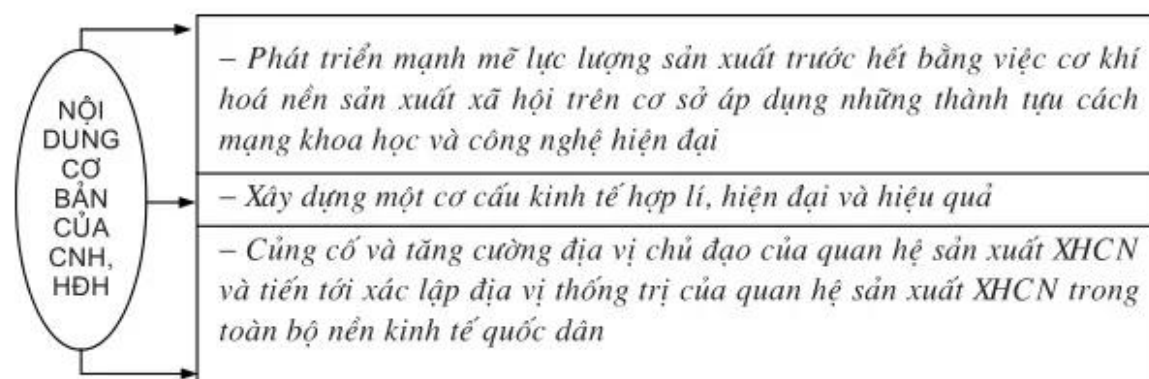 NỘI
DUNG
CƠ
BẢN
CỦA
CNH,
HĐH
– Phát triển mạnh mẽ lực lượng sản xuất trước hết bằng việc cơ khí
hoá nền sản xuất xã hội trên cơ sở áp dụng những thành tựu cách
mạng khoa học và công nghệ hiện đại
– Xây dựng một cơ cấu kinh tế hợp lí, hiện đại và hiệu quả
– Củng cố và tăng cường địa vị chủ đạo của quan hệ sản xuất XHCN
và tiến tới xác lập địa vị thống trị của quan hệ sản xuất XHCN trong
toàn bộ nền kinh tế quốc dân